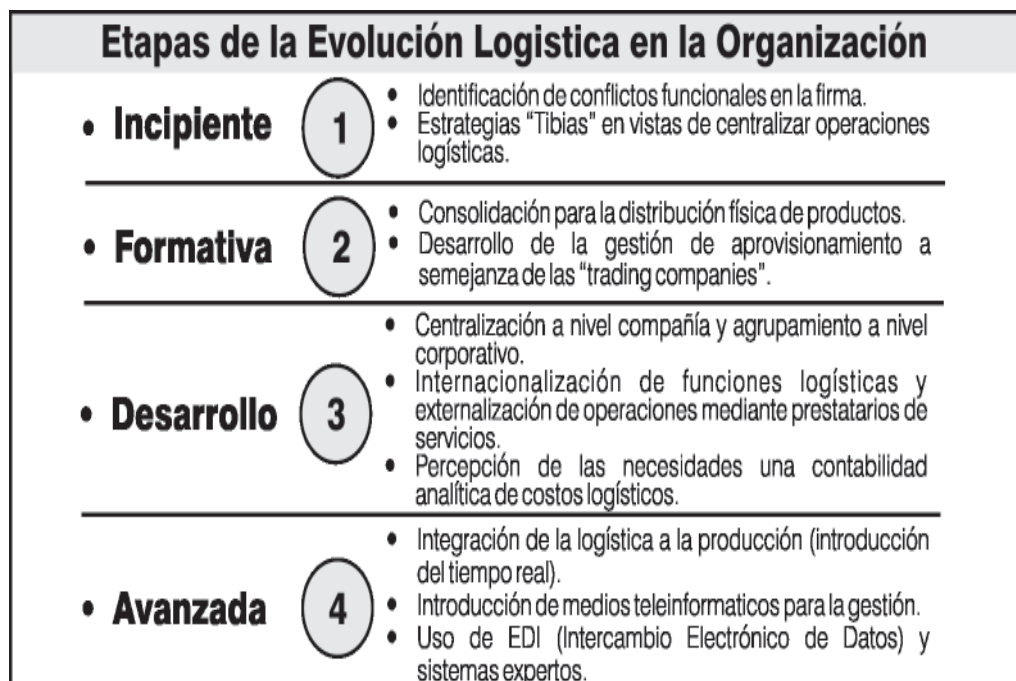 Etapas de la Evolución Logistica en la Organización
• Incipiente 1
• Identificación de conflictos funcionales en la firma.
• Estrategias “Tibias” en vistas de centralizar operaciones
logísticas.
• Formativa 2
• Consolidación para la distribución física de productos.
• Desarrollo de la gestión de aprovisionamiento a
semejanza de las “trading companies”.
• Desarrollo 3
• Centralización a nivel compañía y agrupamiento a nivel
corporativo.
• Internacionalización de funciones logísticas y
externalización de operaciones mediante prestatarios de
servicios.
• Percepción de las necesidades una contabilidad
analítica de costos logísticos.
• Avanzada 4
• Integración de la logística a la producción (introducción
del tiempo real).
• Introducción de medios teleinformaticos para la gestión.
• Uso de EDI (Intercambio Electrónico de Datos) y
sistemas expertos.